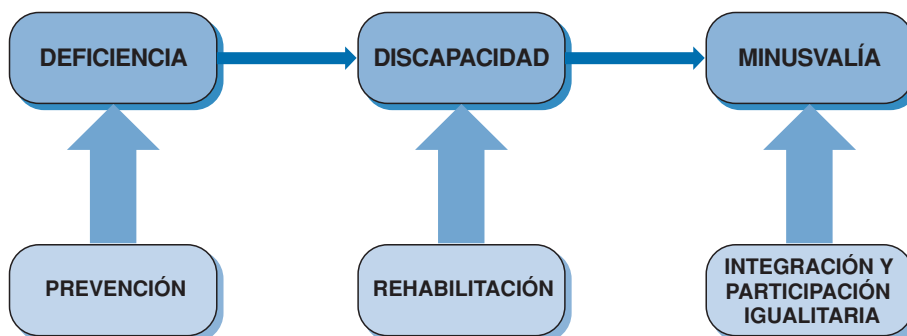 DEFICIENCIA
DISCAPACIDAD
MINUSVALÍA
PREVENCIÓN
REHABILITACIÓN
INTEGRACIÓN Y
PARTICIPACIÓN
IGUALITARIA